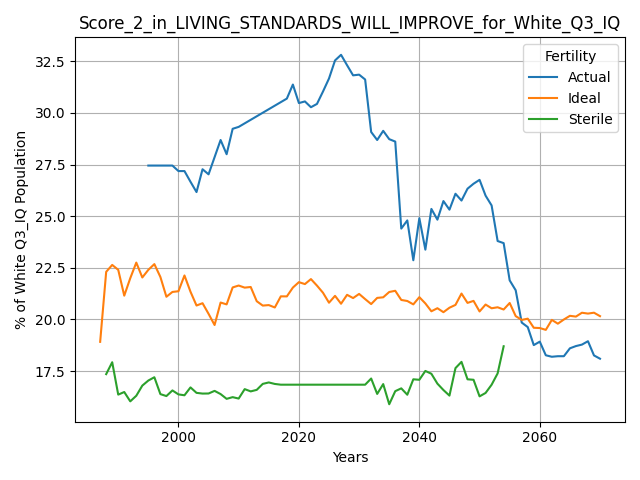 Score_2_in_LIVING_STANDARDS_WILL_IMPROVE_for_White_Q3_IQ
Fertility
Actual
Ideal
Sterile
% of White Q3_IQ Population
32.5
30.0
27.5
25.0
22.5
20.0
17.5
2000
2020
2040
2060
Years